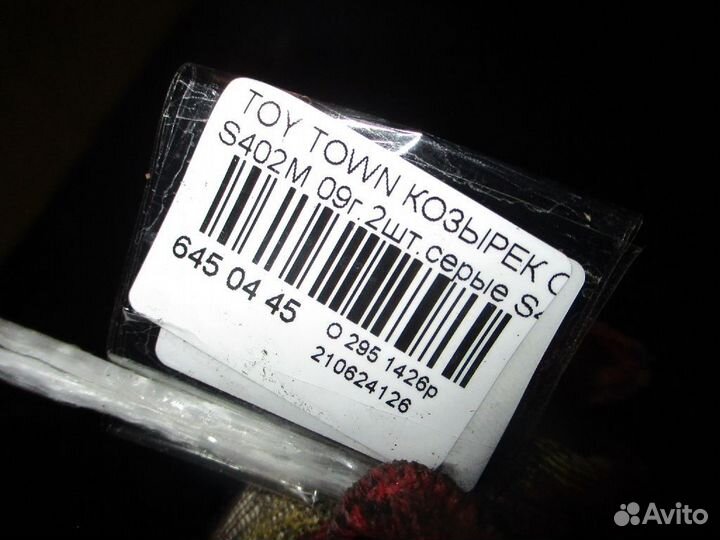 TOY TOWN КОЗЫРЕК
S402M 09г.2шт.серые
645 04 45
О 295 1426р
210624126
Avito